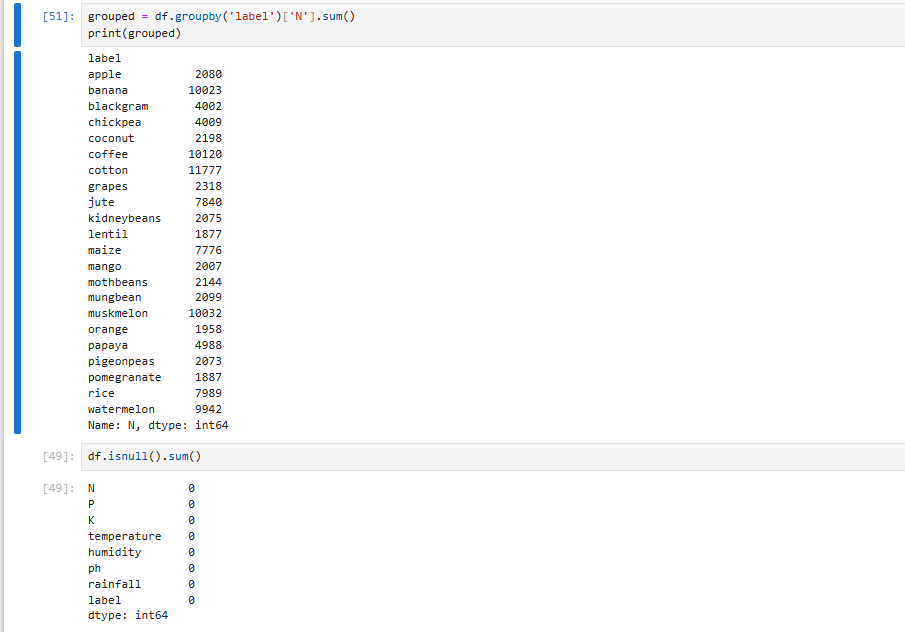 [51]: grouped = df.groupby('label')['N'].sum()
print(grouped)
label
apple 2080
banana 10023
blackgram 4002
chickpea 4009
coconut 2198
coffee 10120
cotton 11777
grapes 2318
jute 7840
kidneybeans 2075
lentil 1877
maize 7776
mango 2007
mothbeans 2144
mungbean 2099
muskmelon 10032
orange 1958
papaya 4988
pigeonpeas 2073
pomegranate 1887
rice 7989
watermelon 9942
Name: N, dtype: int64
[49]: df.isnull().sum()
[49]: N 0
P 0
K 0
temperature 0
humidity 0
ph 0
rainfall 0
label 0
dtype: int64